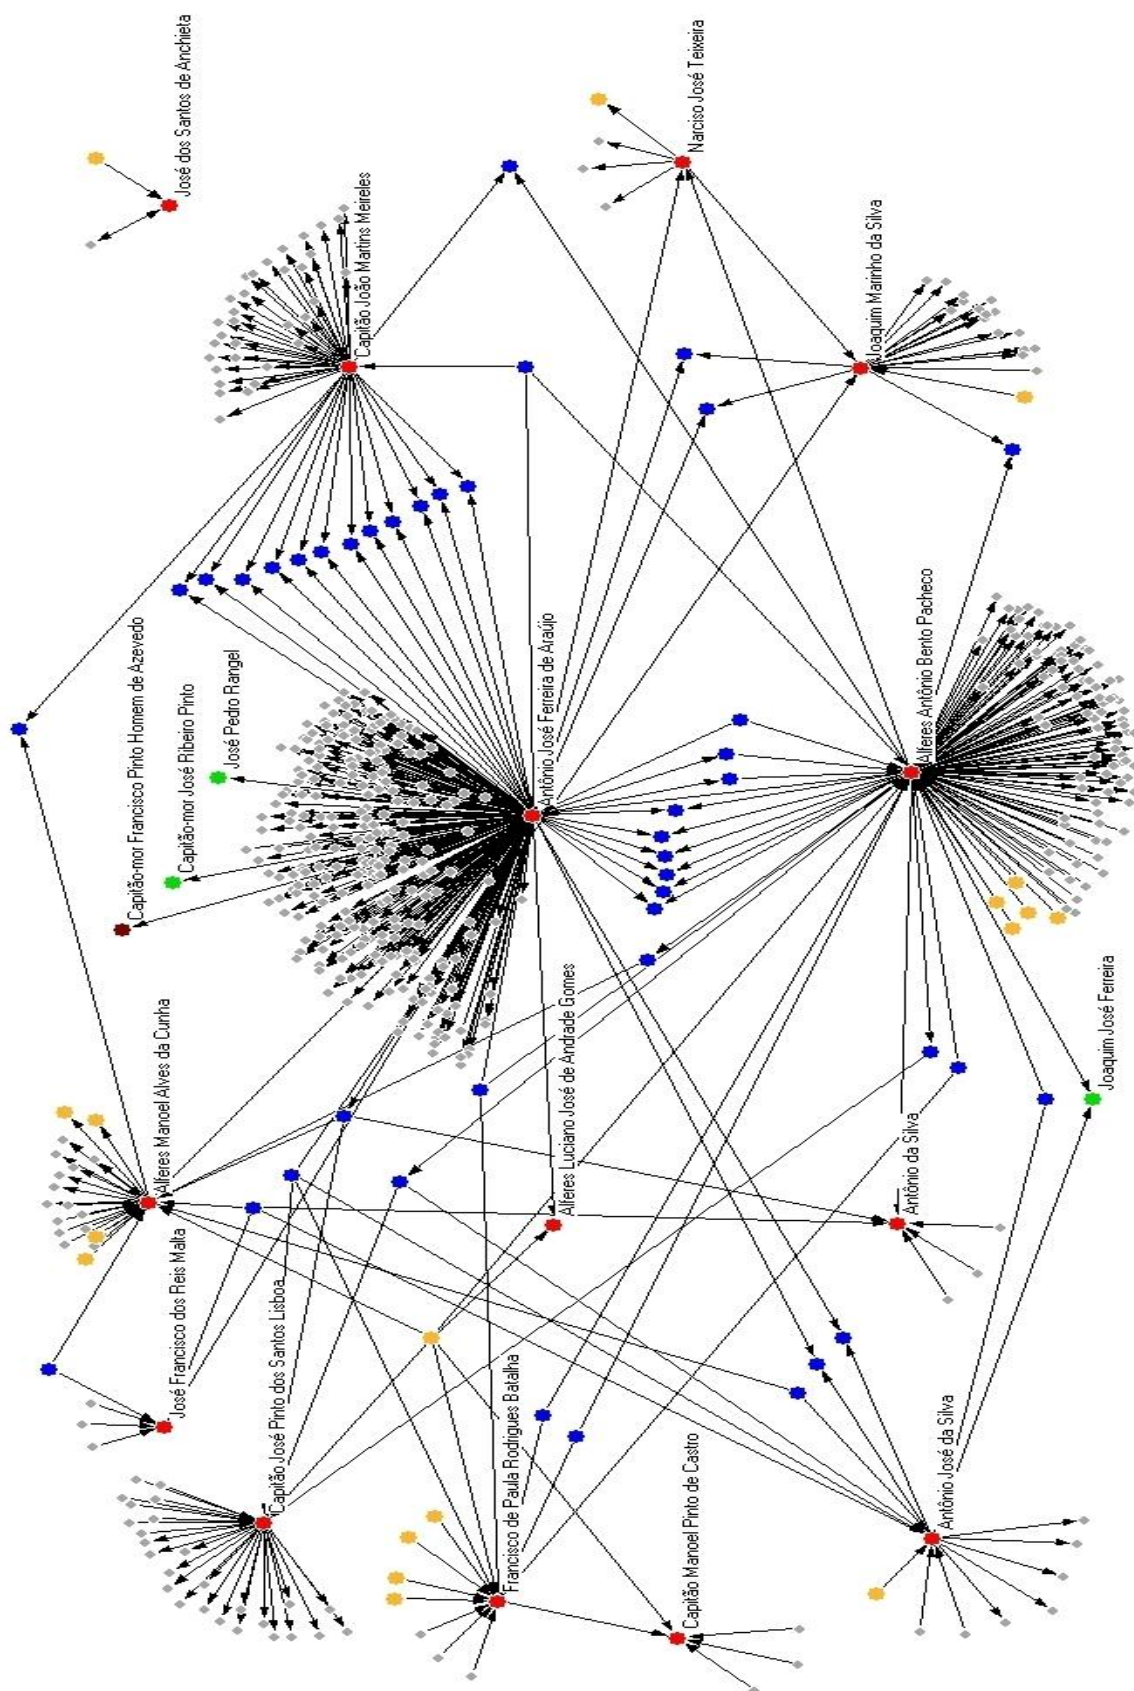 José dos Santos de Anchieta
Narciso José Teixeira
Capitão João Martins Meireles
Joaquim Marinho da Silva
Capitão-mor Francisco Pinto Homem de Azevedo
Capitão-mor José Ribeiro Pinto
José Pedro Rangel
Antônio José Ferreira de Araújo
Alferes Antônio Bento Pacheco
Alferes Manoel Alves da Cunha
Alferes Luciano José de Andrade Gomes
Antônio da Silva
Joaquim José Ferreira
José Francisco dos Reis Malta
Capitão José Pinto dos Santos Lisboa
Francisco de Paula Rodrigues Batalha
Capitão Manoel Pinto de Castro
Antônio José da Silva